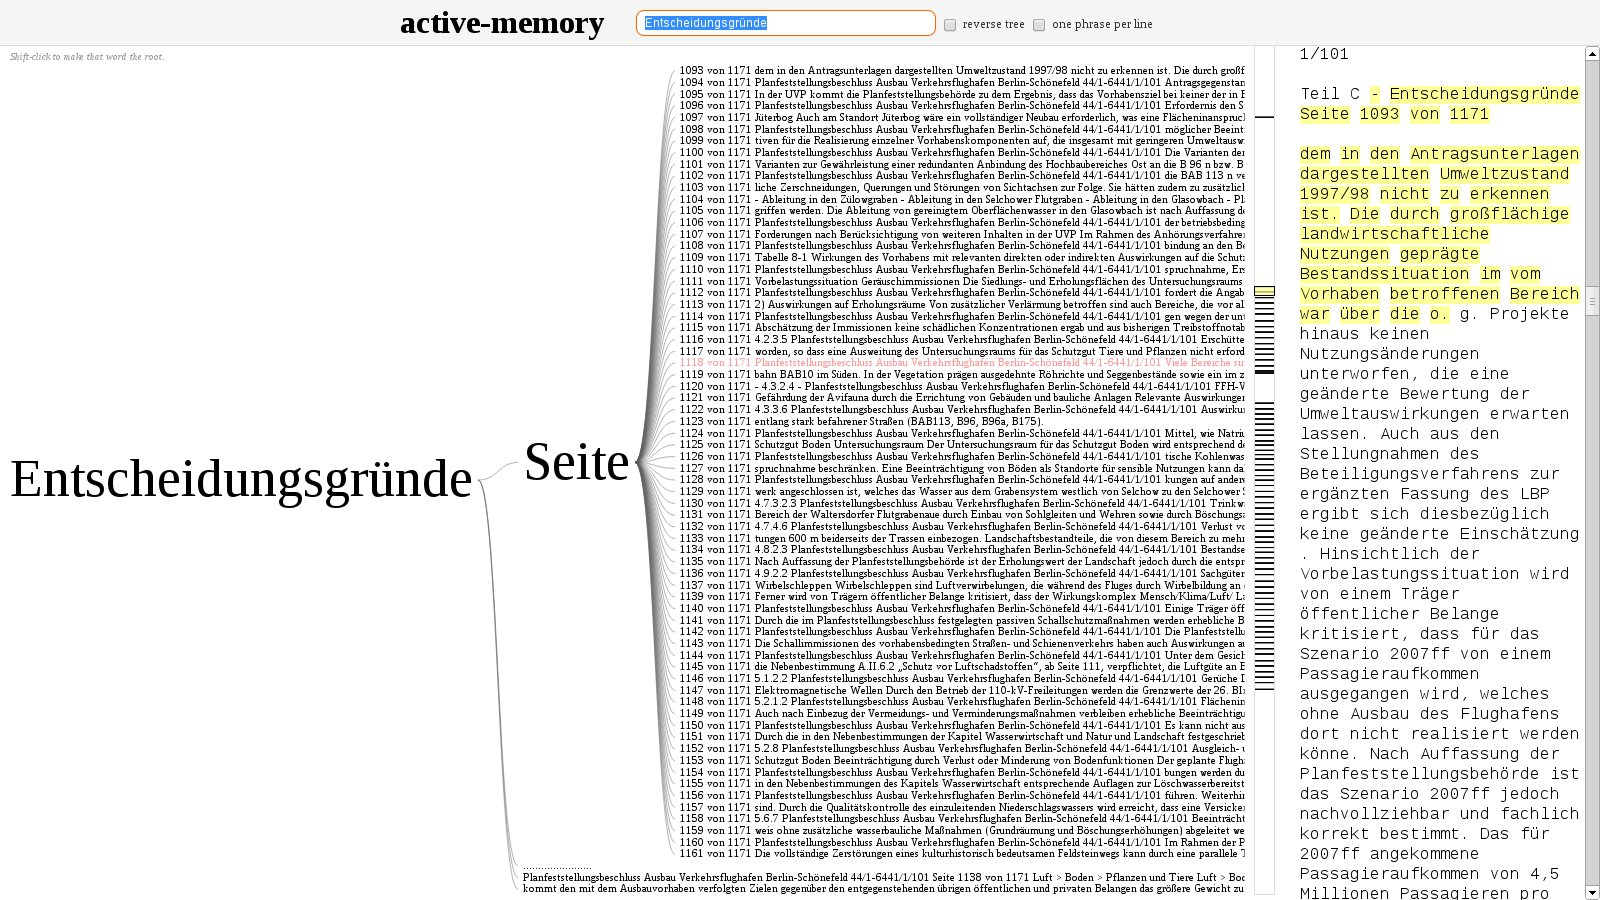 active-memory
Entscheidungsgründe
reverse tree
one phrase per line
Shift-click to make that word the root.
Entscheidungsgründe
Seite
1093 von 1171 dem in den Antragsunterlagen dargestellten Umweltzustand 1997/98 nicht zu erkennen ist. Die durch großf
1094 von 1171 Planfeststellungsbeschluss Ausbau Verkehrsflughafen Berlin-Schönefeld 44/1-6441/1/101 Antragsgegenstan
1095 von 1171 In der UVP kommt die Planfeststellungsbehörde zu dem Ergebnis, dass das Vorhabensziel bei keiner der in B
1096 von 1171 Planfeststellungsbeschluss Ausbau Verkehrsflughafen Berlin-Schönefeld 44/1-6441/1/101 Erfordernis den S
1097 von 1171 Jüterbog Auch am Standort Jüterbog wäre ein vollständiger Neubau erforderlich, was eine Flächeninanspruc
1098 von 1171 Planfeststellungsbeschluss Ausbau Verkehrsflughafen Berlin-Schönefeld 44/1-6441/1/101 möglicher Beeint
1099 von 1171 tiven für die Realisierung einzelner Vorhabenskomponenten auf, die insgesamt mit geringeren Umweltausw
1100 von 1171 Planfeststellungsbeschluss Ausbau Verkehrsflughafen Berlin-Schönefeld 44/1-6441/1/101 Die Varianten der
1101 von 1171 Varianten zur Gewährleistung einer redundanten Anbindung des Hochbaubereiches Ost an die B 96 n bzw. B
1102 von 1171 Planfeststellungsbeschluss Ausbau Verkehrsflughafen Berlin-Schönefeld 44/1-6441/1/101 die BAB 113 n ve
1103 von 1171 liche Zerschneidungen, Querungen und Störungen von Sichtachsen zur Folge. Sie hätten zudem zu zusätzlich
1104 von 1171 - Ableitung in den Zülowgraben - Ableitung in den Selchower Flutgraben - Ableitung in den Glasowbach - Pl
1105 von 1171 griffen werden. Die Ableitung von gereinigtem Oberflächenwasser in den Glasowbach ist nach Auffassung de
1106 von 1171 Planfeststellungsbeschluss Ausbau Verkehrsflughafen Berlin-Schönefeld 44/1-6441/1/101 der betriebsbeding
1107 von 1171 Forderungen nach Berücksichtigung von weiteren Inhalten in der UVP Im Rahmen des Anhörungsverfahren
1108 von 1171 Planfeststellungsbeschluss Ausbau Verkehrsflughafen Berlin-Schönefeld 44/1-6441/1/101 bindung an den Be
1109 von 1171 Tabelle 8-1 Wirkungen des Vorhabens mit relevanten direkten oder indirekten Auswirkungen auf die Schutz
1110 von 1171 Planfeststellungsbeschluss Ausbau Verkehrsflughafen Berlin-Schönefeld 44/1-6441/1/101 spruchnahme, Ers
1111 von 1171 Vorbelastungssituation Geräuschimmissionen Die Siedlungs- und Erholungsflächen des Untersuchungsraums
1112 von 1171 Planfeststellungsbeschluss Ausbau Verkehrsflughafen Berlin-Schönefeld 44/1-6441/1/101 fordert die Angab
1113 von 1171 2) Auswirkungen auf Erholungsräume Von zusätzlicher Verlärmung betroffen sind auch Bereiche, die vor al
1114 von 1171 Planfeststellungsbeschluss Ausbau Verkehrsflughafen Berlin-Schönefeld 44/1-6441/1/101 gen wegen der unt
1115 von 1171 Abschätzung der Immissionen keine schädlichen Konzentrationen ergab und aus bisherigen Treibstoffnotab
1116 von 1171 4.2.3.5 Planfeststellungsbeschluss Ausbau Verkehrsflughafen Berlin-Schönefeld 44/1-6441/1/101 Erschütte
1117 von 1171 worden, so dass eine Ausweitung des Untersuchungsraums für das Schutzgut Tiere und Pflanzen nicht erford
1118 von 1171 Planfeststellungsbeschluss Ausbau Verkehrsflughafen Berlin-Schönefeld 44/1-6441/1/101 Viele Bereiche sin
1119 von 1171 bahn BAB10 im Süden. In der Vegetation prägen ausgedehnte Röhrichte und Seggenbestände sowie ein im z
1120 von 1171 - 4.3.2.4 - Planfeststellungsbeschluss Ausbau Verkehrsflughafen Berlin-Schönefeld 44/1-6441/1/101 FFH-V
1121 von 1171 Gefährdung der Avifauna durch die Errichtung von Gebäuden und bauliche Anlagen Relevante Auswirkungen
1122 von 1171 4.3.3.6 Planfeststellungsbeschluss Ausbau Verkehrsflughafen Berlin-Schönefeld 44/1-6441/1/101 Auswirku
1123 von 1171 entlang stark befahrener Straßen (BAB113, B96, B96a, B175).
1124 von 1171 Planfeststellungsbeschluss Ausbau Verkehrsflughafen Berlin-Schönefeld 44/1-6441/1/101 Mittel, wie Natriu
1125 von 1171 Schutzgut Boden Untersuchungsraum Der Untersuchungsraum für das Schutzgut Boden wird entsprechend de
1126 von 1171 Planfeststellungsbeschluss Ausbau Verkehrsflughafen Berlin-Schönefeld 44/1-6441/1/101 tische Kohlenwas
1127 von 1171 spruchnahme beschränken. Eine Beeinträchtigung von Böden als Standorte für sensible Nutzungen kann da
1128 von 1171 Planfeststellungsbeschluss Ausbau Verkehrsflughafen Berlin-Schönefeld 44/1-6441/1/101 kungen auf andere
1129 von 1171 werk angeschlossen ist, welches das Wasser aus dem Grabensystem westlich von Selchow zu den Selchower S
1130 von 1171 4.7.3.2.3 Planfeststellungsbeschluss Ausbau Verkehrsflughafen Berlin-Schönefeld 44/1-6441/1/101 Trinkw
1131 von 1171 Bereich der Waltersdorfer Flutgrabenaue durch Einbau von Sohlgleiten und Wehren sowie durch Böschungsa
1132 von 1171 4.7.4.6 Planfeststellungsbeschluss Ausbau Verkehrsflughafen Berlin-Schönefeld 44/1-6441/1/101 Verlust vo
1133 von 1171 tungen 600 m beiderseits der Trassen einbezogen. Landschaftsbestandteile, die von diesem Bereich zu mehr
1134 von 1171 4.8.2.3 Planfeststellungsbeschluss Ausbau Verkehrsflughafen Berlin-Schönefeld 44/1-6441/1/101 Bestandse
1135 von 1171 Nach Auffassung der Planfeststellungsbehörde ist der Erholungswert der Landschaft jedoch durch die entspr
1136 von 1171 4.9.2.2 Planfeststellungsbeschluss Ausbau Verkehrsflughafen Berlin-Schönefeld 44/1-6441/1/101 Sachgüter
1137 von 1171 Wirbelschleppen Wirbelschleppen sind Luftverwirbelungen, die während des Fluges durch Wirbelbildung an
1139 von 1171 Ferner wird von Trägern öffentlicher Belange kritisiert, dass der Wirkungskomplex Mensch/Klima/Luft/ La
1140 von 1171 Planfeststellungsbeschluss Ausbau Verkehrsflughafen Berlin-Schönefeld 44/1-6441/1/101 Einige Träger öff
1141 von 1171 Durch die im Planfeststellungsbeschluss festgelegten passiven Schallschutzmaßnahmen werden erhebliche B
1142 von 1171 Planfeststellungsbeschluss Ausbau Verkehrsflughafen Berlin-Schönefeld 44/1-6441/1/101 Die Planfeststellu
1143 von 1171 Die Schallimmissionen des vorhabensbedingten Straßen- und Schienenverkehrs haben auch Auswirkungen au
1144 von 1171 Planfeststellungsbeschluss Ausbau Verkehrsflughafen Berlin-Schönefeld 44/1-6441/1/101 Unter dem Gesich
1145 von 1171 die Nebenbestimmung A.II.6.2 „Schutz vor Luftschadstoffen“, ab Seite 111, verpflichtet, die Luftgüte an B
1146 von 1171 5.1.2.2 Planfeststellungsbeschluss Ausbau Verkehrsflughafen Berlin-Schönefeld 44/1-6441/1/101 Gerüche D
1147 von 1171 Elektromagnetische Wellen Durch den Betrieb der 110-kV-Freileitungen werden die Grenzwerte der 26. BI
1148 von 1171 5.2.1.2 Planfeststellungsbeschluss Ausbau Verkehrsflughafen Berlin-Schönefeld 44/1-6441/1/101 Flächenin
1149 von 1171 Auch nach Einbezug der Vermeidungs- und Verminderungsmaßnahmen verbleiben erhebliche Beeinträchtigu
1150 von 1171 Planfeststellungsbeschluss Ausbau Verkehrsflughafen Berlin-Schönefeld 44/1-6441/1/101 Es kann nicht aus
1151 von 1171 Durch die in den Nebenbestimmungen der Kapitel Wasserwirtschaft und Natur und Landschaft festgeschrieb
1152 von 1171 5.2.8 Planfeststellungsbeschluss Ausbau Verkehrsflughafen Berlin-Schönefeld 44/1-6441/1/101 Ausgleich- u
1153 von 1171 Schutzgut Boden Beeinträchtigung durch Verlust oder Minderung von Bodenfunktionen Der geplante Flugh
1154 von 1171 Planfeststellungsbeschluss Ausbau Verkehrsflughafen Berlin-Schönefeld 44/1-6441/1/101 bungen werden du
1155 von 1171 in den Nebenbestimmungen des Kapitels Wasserwirtschaft entsprechende Auflagen zur Löschwasserbereitst
1156 von 1171 Planfeststellungsbeschluss Ausbau Verkehrsflughafen Berlin-Schönefeld 44/1-6441/1/101 führen. Weiterhin
1157 von 1171 sind. Durch die Qualitätskontrolle des einzuleitenden Niederschlagswassers wird erreicht, dass eine Versicker
1158 von 1171 5.6.7 Planfeststellungsbeschluss Ausbau Verkehrsflughafen Berlin-Schönefeld 44/1-6441/1/101 Beeinträcht
1159 von 1171 weis ohne zusätzliche wasserbauliche Maßnahmen (Grundräumung und Böschungserhöhungen) abgeleitet we
1160 von 1171 Planfeststellungsbeschluss Ausbau Verkehrsflughafen Berlin-Schönefeld 44/1-6441/1/101 Im Rahmen der P
1161 von 1171 Die vollständige Zerstörungen eines kulturhistorisch bedeutsamen Feldsteinwegs kann durch eine parallele T
........................
Planfeststellungsbeschluss Ausbau Verkehrsflughafen Berlin-Schönefeld 44/1-6441/1/101 Seite 1138 von 1171 Luft > Boden > Pflanzen und Tiere Luft > Bod
kommt den mit dem Ausbauvorhaben verfolgten Zielen gegenüber den entgegenstehenden übrigen öffentlichen und privaten Belangen das größere Gewicht zu
1/101
Teil C - Entscheidungsgründe
Seite 1093 von 1171
dem in den Antragsunterlagen
dargestellten Umweltzustand
1997/98 nicht zu erkennen
ist. Die durch großflächige
landwirtschaftliche
Nutzungen geprägte
Bestandssituation im vom
Vorhaben betroffenen Bereich
war über die o. g. Projekte
hinaus keinen
Nutzungsänderungen
unterworfen, die eine
geänderte Bewertung der
Umweltauswirkungen erwarten
lassen. Auch aus den
Stellungnahmen des
Beteiligungsverfahrens zur
ergänzten Fassung des LBP
ergibt sich diesbezüglich
keine geänderte Einschätzung
. Hinsichtlich der
Vorbelastungssituation wird
von einem Träger
öffentlicher Belange
kritisiert, dass für das
Szenario 2007ff von einem
Passagieraufkommen
ausgegangen wird, welches
ohne Ausbau des Flughafens
dort nicht realisiert werden
könne. Nach Auffassung der
Planfeststellungsbehörde ist
das Szenario 2007ff jedoch
nachvollziehbar und fachlich
korrekt bestimmt. Das für
2007ff angekommene
Passagieraufkommen von 4,5
Millionen Passagieren pro